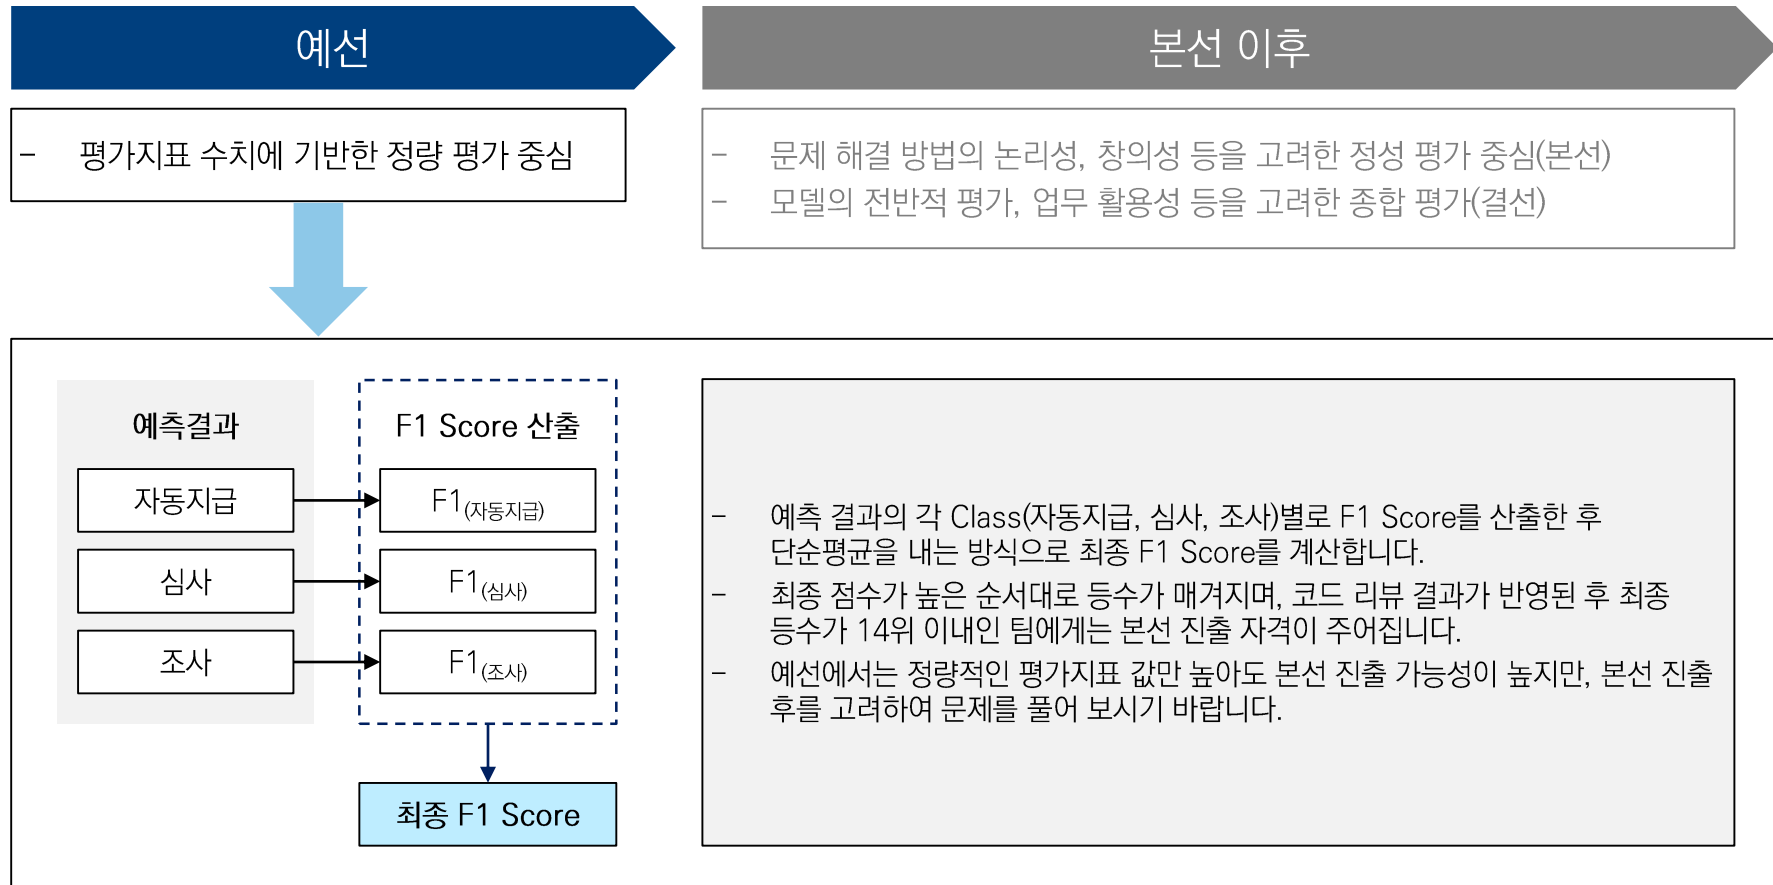 예선
본선 이후
- 평가지표 수치에 기반한 정량 평가 중심
- 문제 해결 방법의 논리성, 창의성 등을 고려한 정성 평가 중심(본선)
- 모델의 전반적 평가, 업무 활용성 등을 고려한 종합 평가(결선)
예측결과
F1 Score 산출
자동지급
F1(자동지급)
심사
F1(심사)
조사
F1(조사)
최종 F1 Score
- 예측 결과의 각 Class(자동지급, 심사, 조사)별로 F1 Score를 산출한 후
단순평균을 내는 방식으로 최종 F1 Score를 계산합니다.
- 최종 점수가 높은 순서대로 등수가 매겨지며, 코드 리뷰 결과가 반영된 후 최종
등수가 14위 이내인 팀에게는 본선 진출 자격이 주어집니다.
- 예선에서는 정량적인 평가지표 값만 높아도 본선 진출 가능성이 높지만, 본선 진출
후를 고려하여 문제를 풀어 보시기 바랍니다.